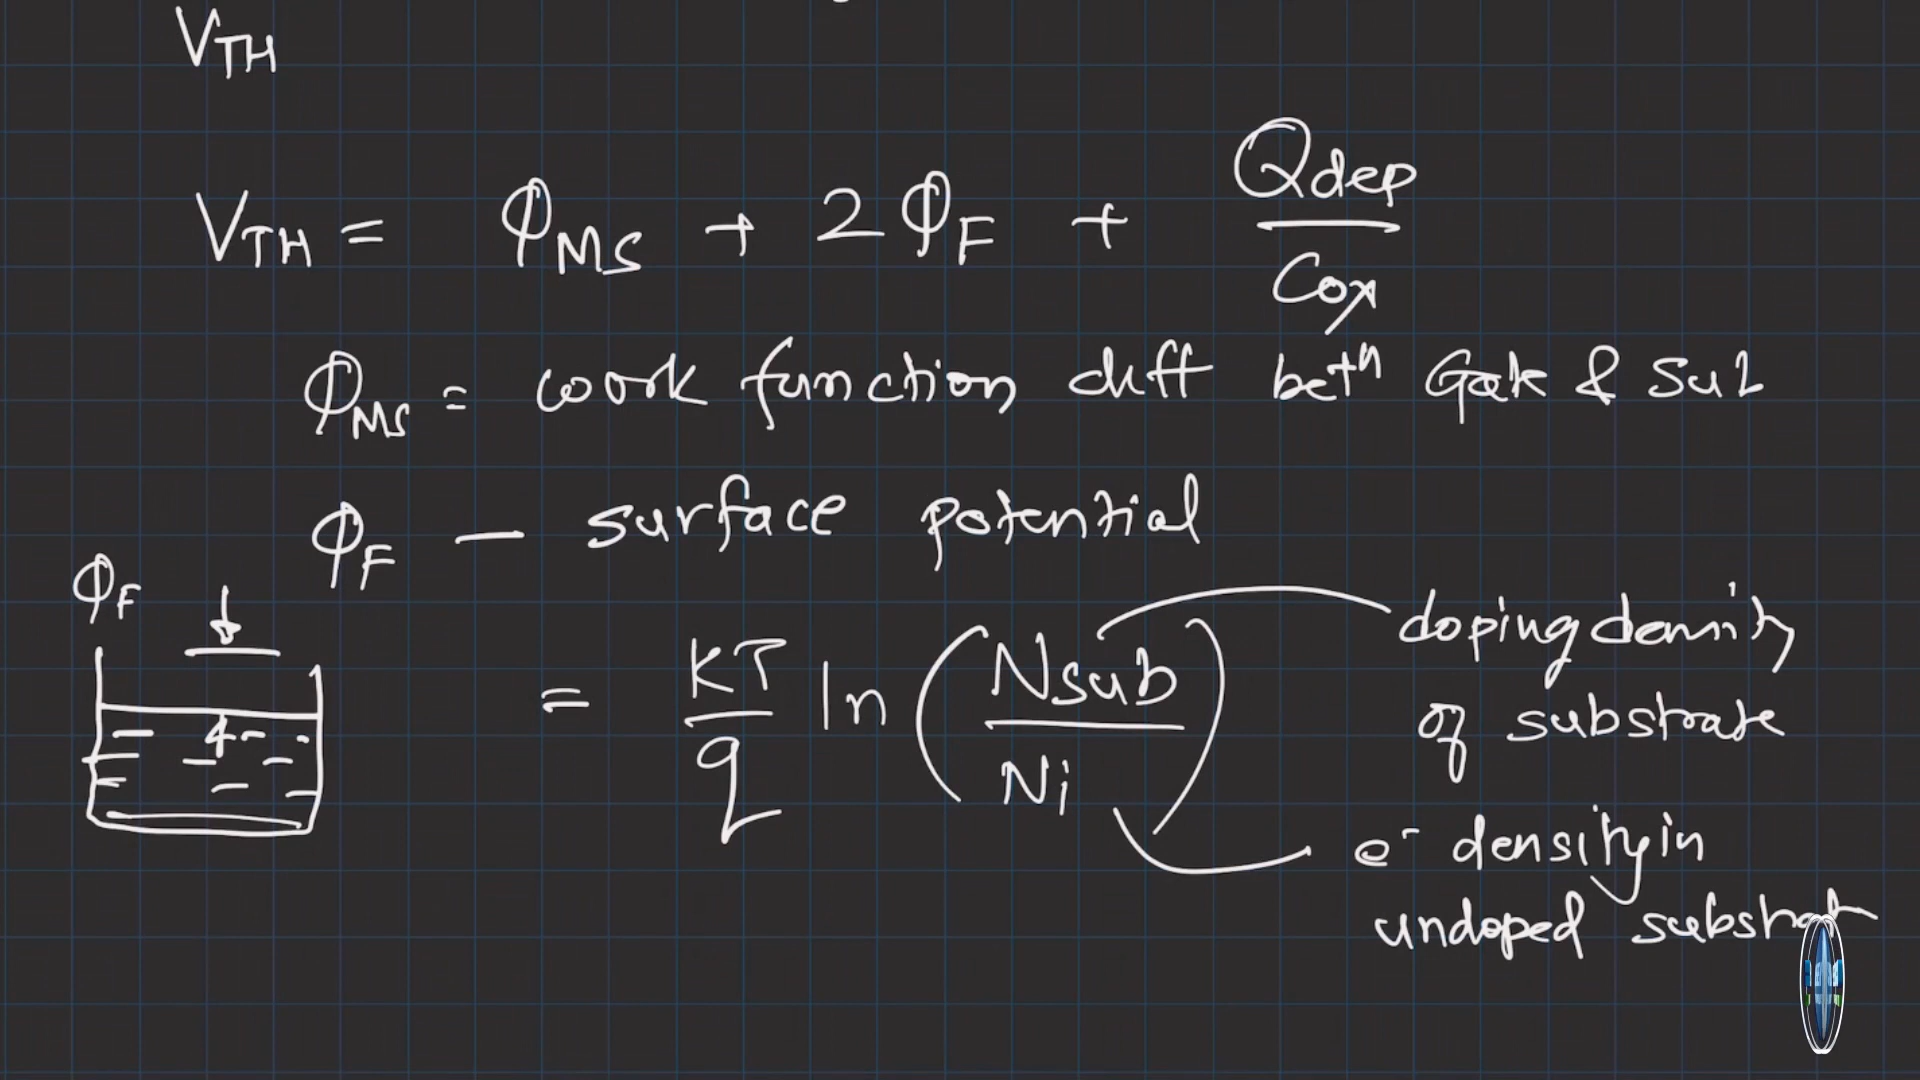 VTH
VTH = ΦMS + 2ΦF + Qdep / Cox
ΦMS = work function diff betⁿ Gate & Sub
ΦF — surface potential
ΦF
= KT/q ln (Nsub/Ni)
doping density
of substrate
e⁻ density in
undoped substrate